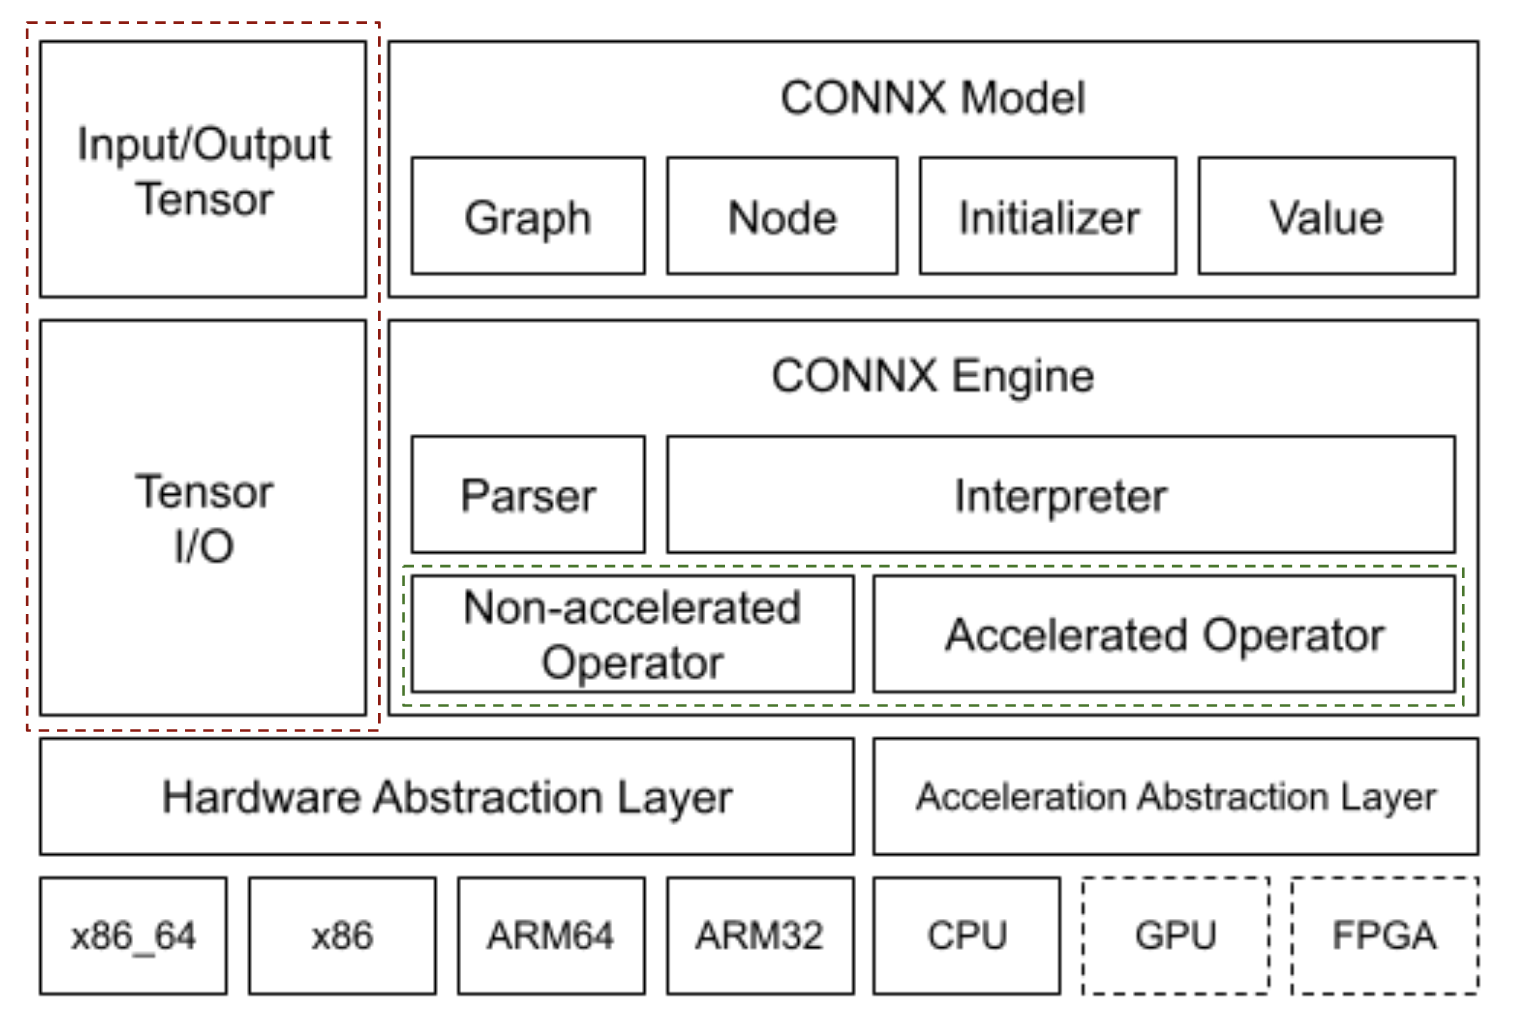 Input/Output
Tensor
CONNX Model
Graph
Node
Initializer
Value
Tensor
I/O
CONNX Engine
Parser
Interpreter
Non-accelerated
Operator
Accelerated Operator
Hardware Abstraction Layer
Acceleration Abstraction Layer
x86_64
x86
ARM64
ARM32
CPU
GPU
FPGA